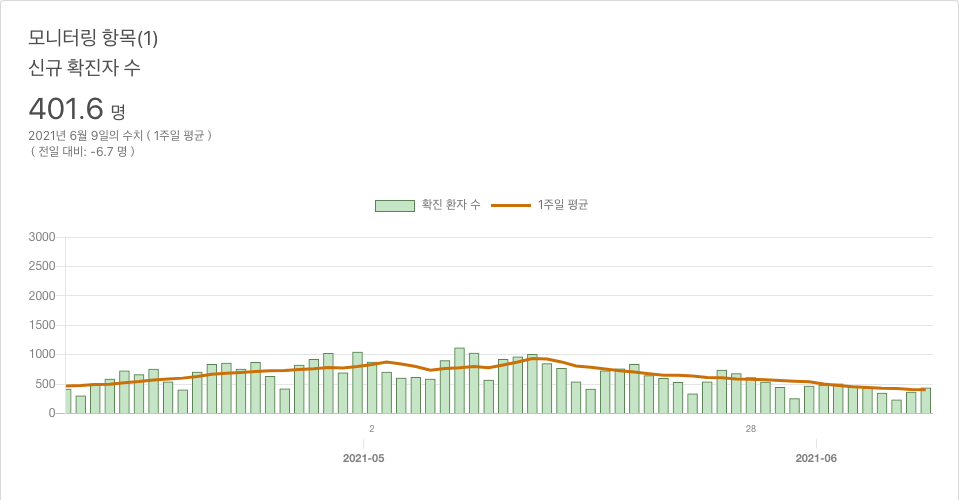 모니터링 항목(1)
신규 확진자 수
401.6 명
2021년 6월 9일의 수치 ( 1주일 평균 )
( 전일 대비: -6.7 명 )
확진 환자 수 1주일 평균
3000
2500
2000
1500
1000
500
0
2 28
2021-05 2021-06